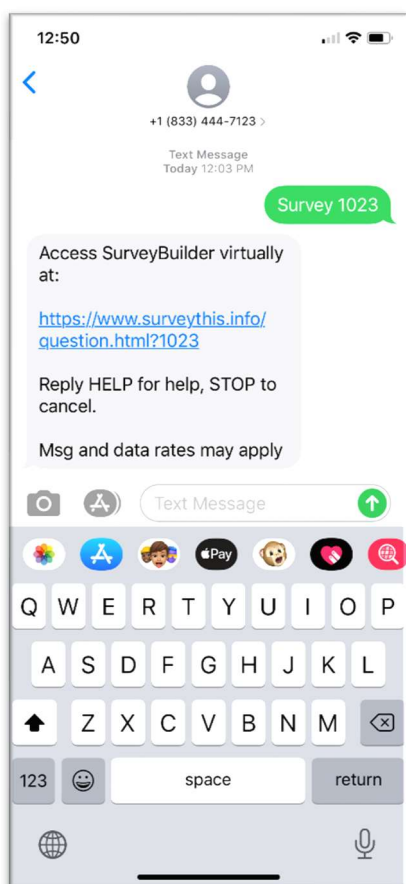 12:50
+1 (833) 444-7123 >
Text Message
Today 12:03 PM
Survey 1023
Access SurveyBuilder virtually
at:
https://www.surveythis.info/
question.html?1023
Reply HELP for help, STOP to
cancel.
Msg and data rates may apply
Text Message
Pay
Q W E R T Y U I O P
A S D F G H J K L
Z X C V B N M
123 space return